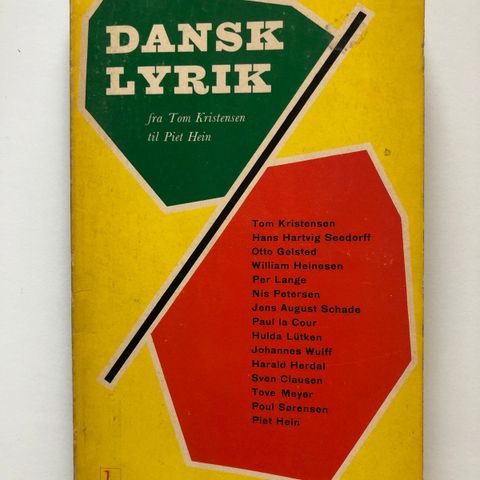 DANSK
LYRIK
fra Tom Kristensen
til Piet Hein
Tom Kristensen
Hans Hartvig Seedorff
Otto Gelsted
William Heinesen
Per Lange
Nis Petersen
Jens August Schade
Paul la Cour
Hulda Lütken
Johannes Wulff
Harald Herdal
Sven Clausen
Tove Meyer
Poul Sørensen
Piet Hein